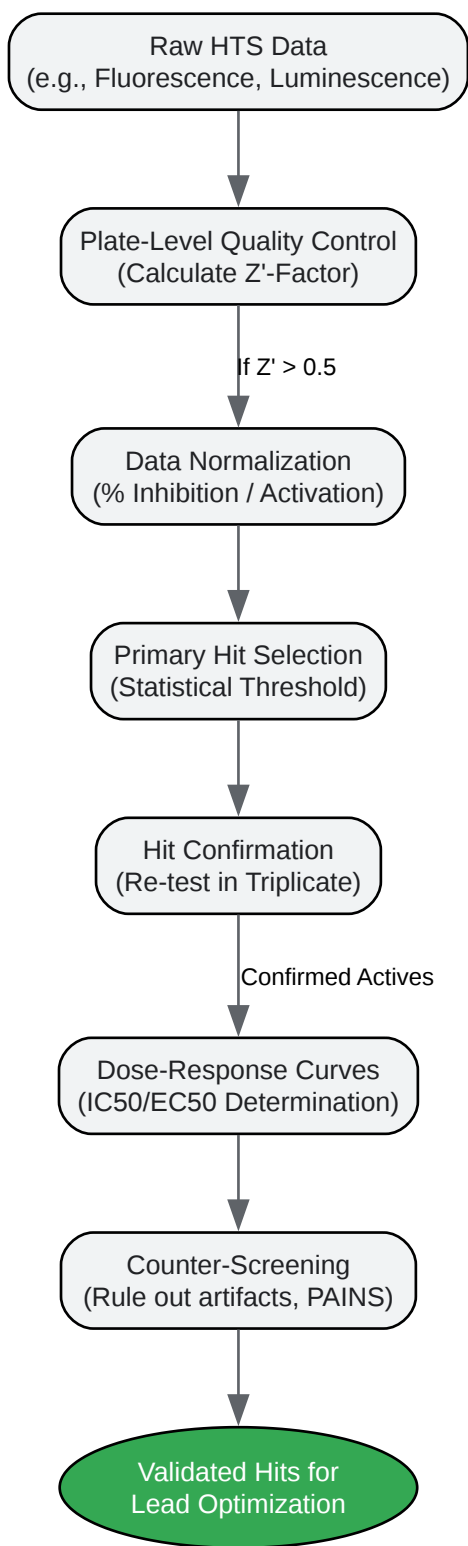 Raw HTS Data
(e.g., Fluorescence, Luminescence)
Plate-Level Quality Control
(Calculate Z'-Factor)
If Z' > 0.5
Data Normalization
(% Inhibition / Activation)
Primary Hit Selection
(Statistical Threshold)
Hit Confirmation
(Re-test in Triplicate)
Confirmed Actives
Dose-Response Curves
(IC50/EC50 Determination)
Counter-Screening
(Rule out artifacts, PAINS)
Validated Hits for
Lead Optimization